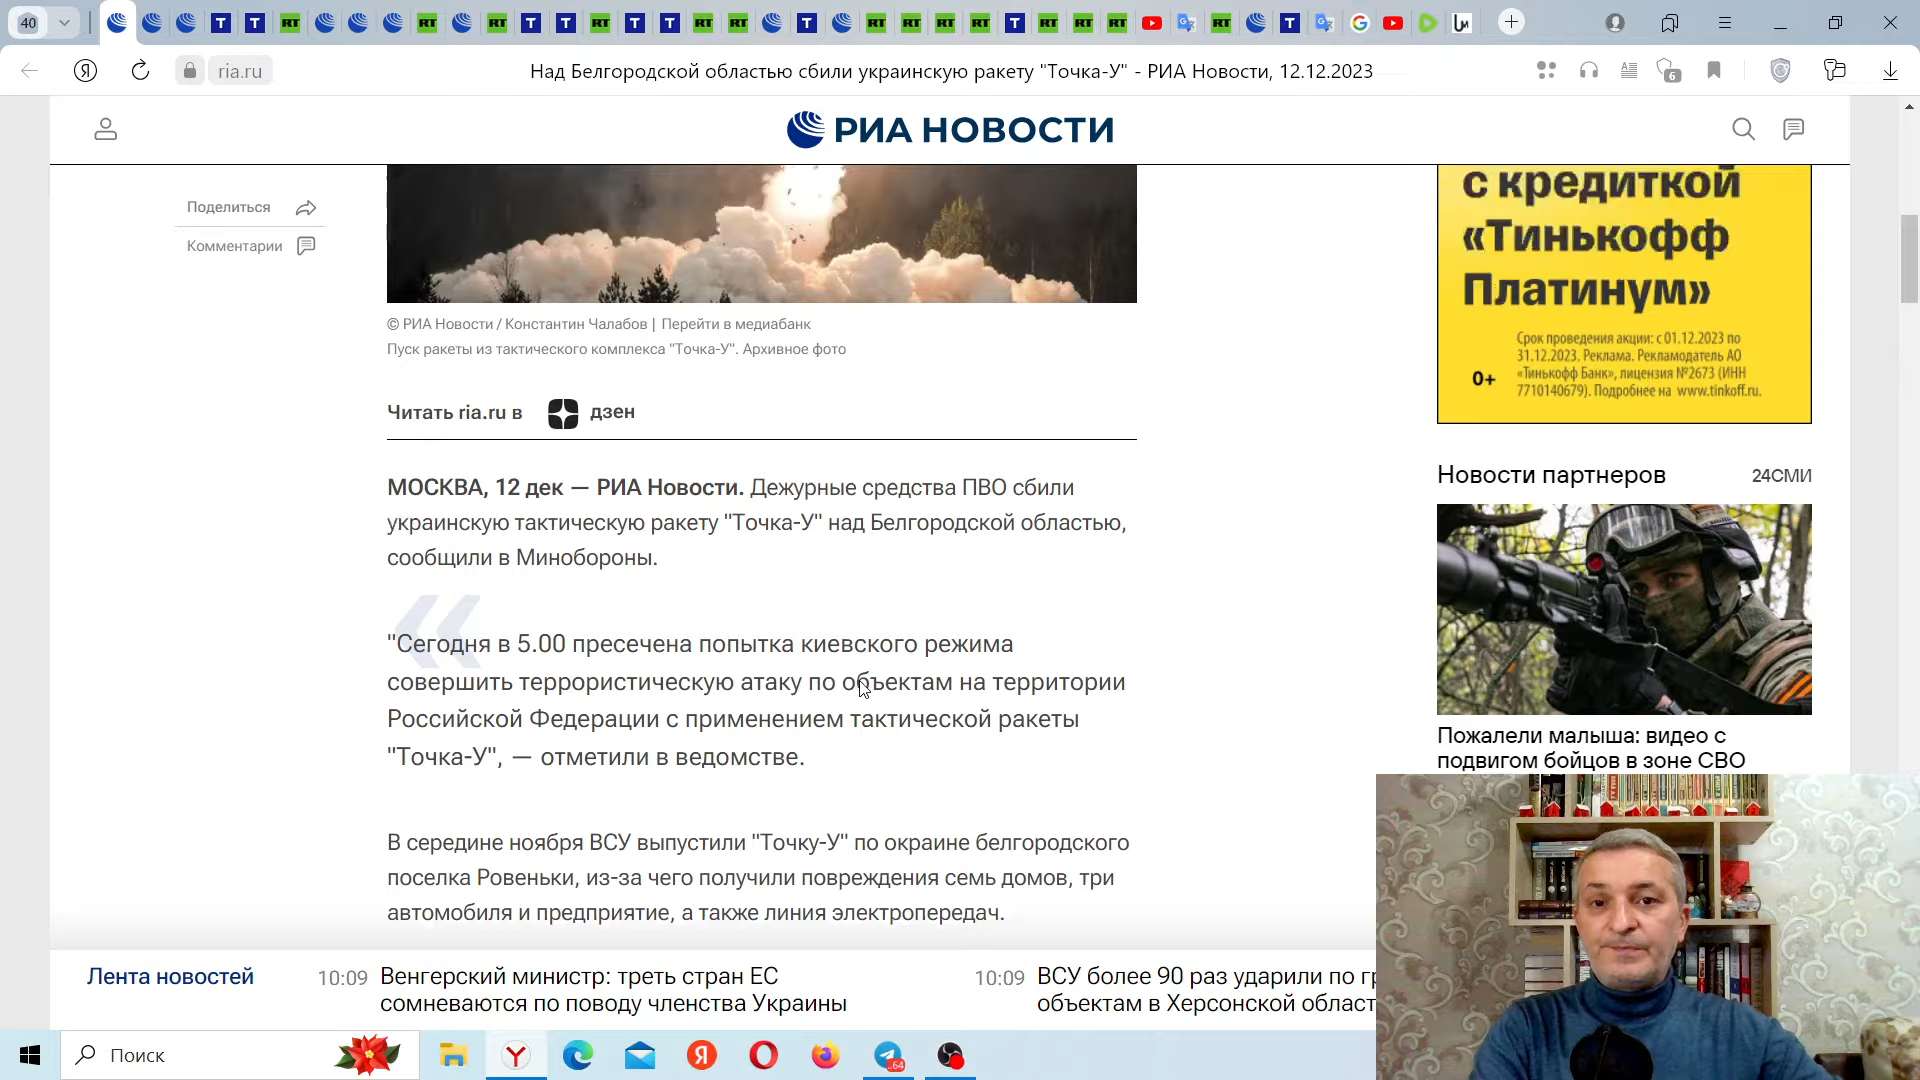 40
ria.ru
Над Белгородской областью сбили украинскую ракету "Точка-У" - РИА Новости, 12.12.2023
6
РИА НОВОСТИ
Поделиться
Комментарии
© РИА Новости / Константин Чалабов | Перейти в медиабанк
Пуск ракеты из тактического комплекса "Точка-У". Архивное фото
Читать ria.ru в дзен
МОСКВА, 12 дек — РИА Новости. Дежурные средства ПВО сбили
украинскую тактическую ракету "Точка-У" над Белгородской областью,
сообщили в Минобороны.
"Сегодня в 5.00 пресечена попытка киевского режима
совершить террористическую атаку по объектам на территории
Российской Федерации с применением тактической ракеты
"Точка-У", — отметили в ведомстве.
В середине ноября ВСУ выпустили "Точку-У" по окраине белгородского
поселка Ровеньки, из-за чего получили повреждения семь домов, три
автомобиля и предприятие, а также линия электропередач.
с кредиткой
«Тинькофф
Платинум»
Срок проведения акции: с 01.12.2023 по
31.12.2023. Реклама. Рекламодатель АО
«Тинькофф Банк», лицензия №2673 (ИНН
7710140679). Подробнее на www.tinkoff.ru.
0+
Новости партнеров
24СМИ
Пожалели малыша: видео с
подвигом бойцов в зоне СВО
Лента новостей
10:09 Венгерский министр: треть стран ЕС
сомневаются по поводу членства Украины
10:09 ВСУ более 90 раз ударили по
объектам в Херсонской
Поиск
64